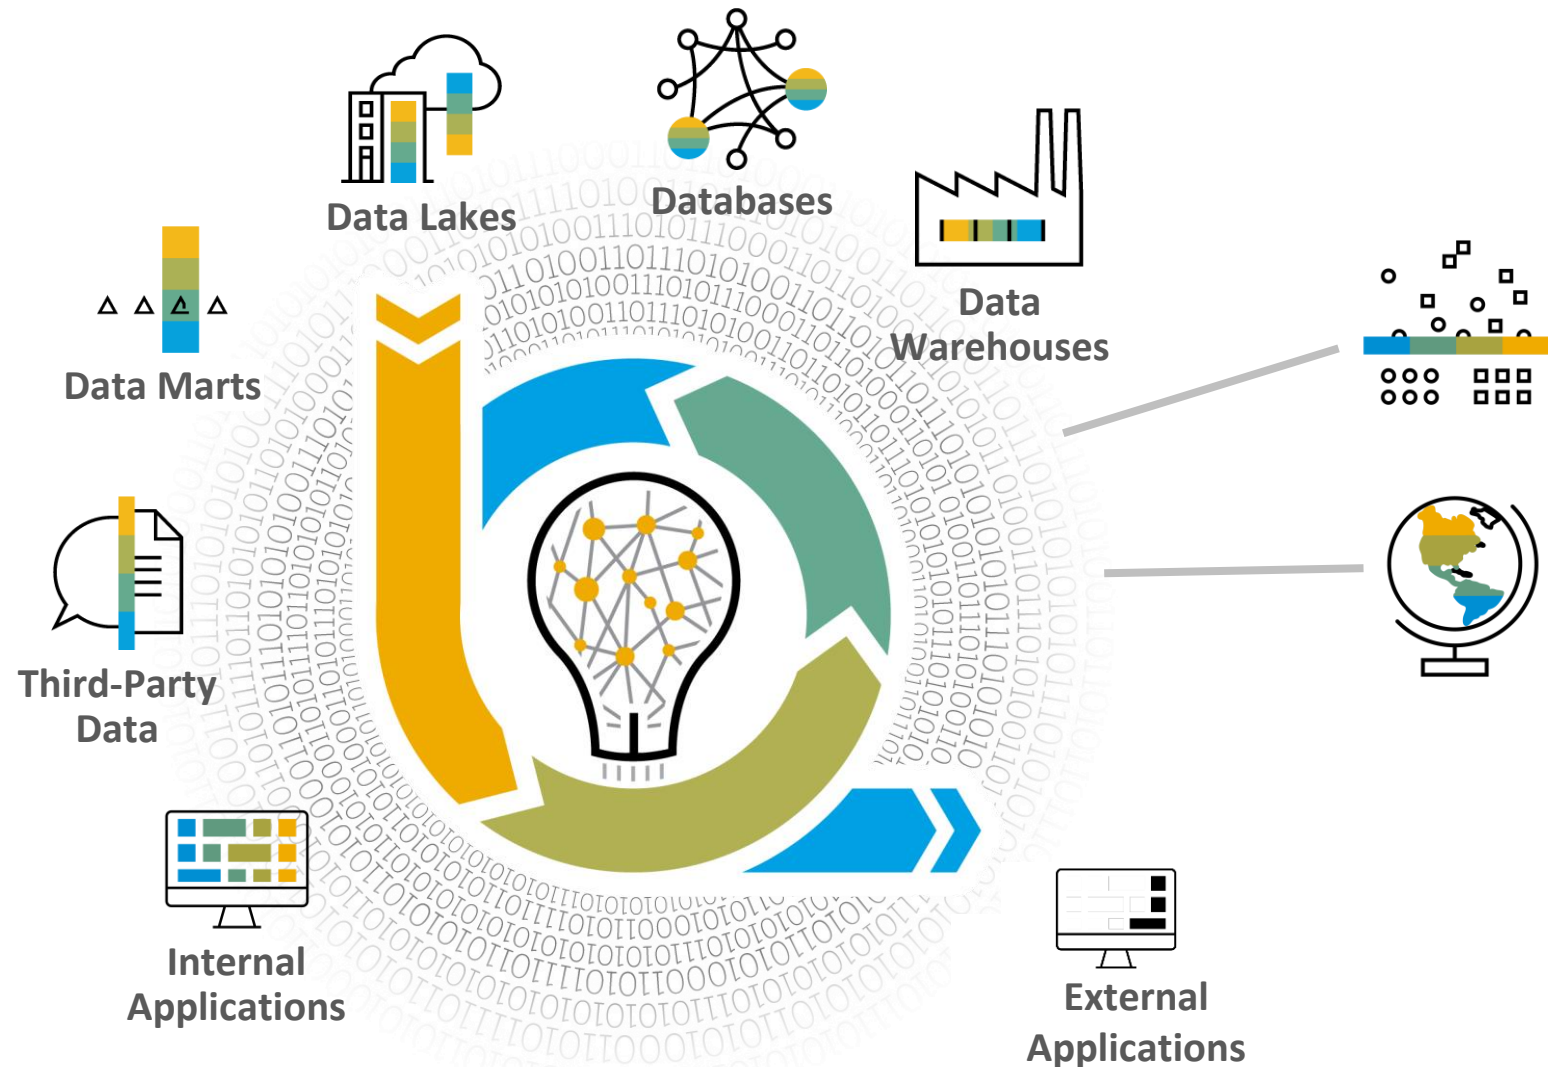 Data Lakes
Databases
Data
Warehouses
Data Marts
Third-Party
Data
Internal
Applications
External
Applications